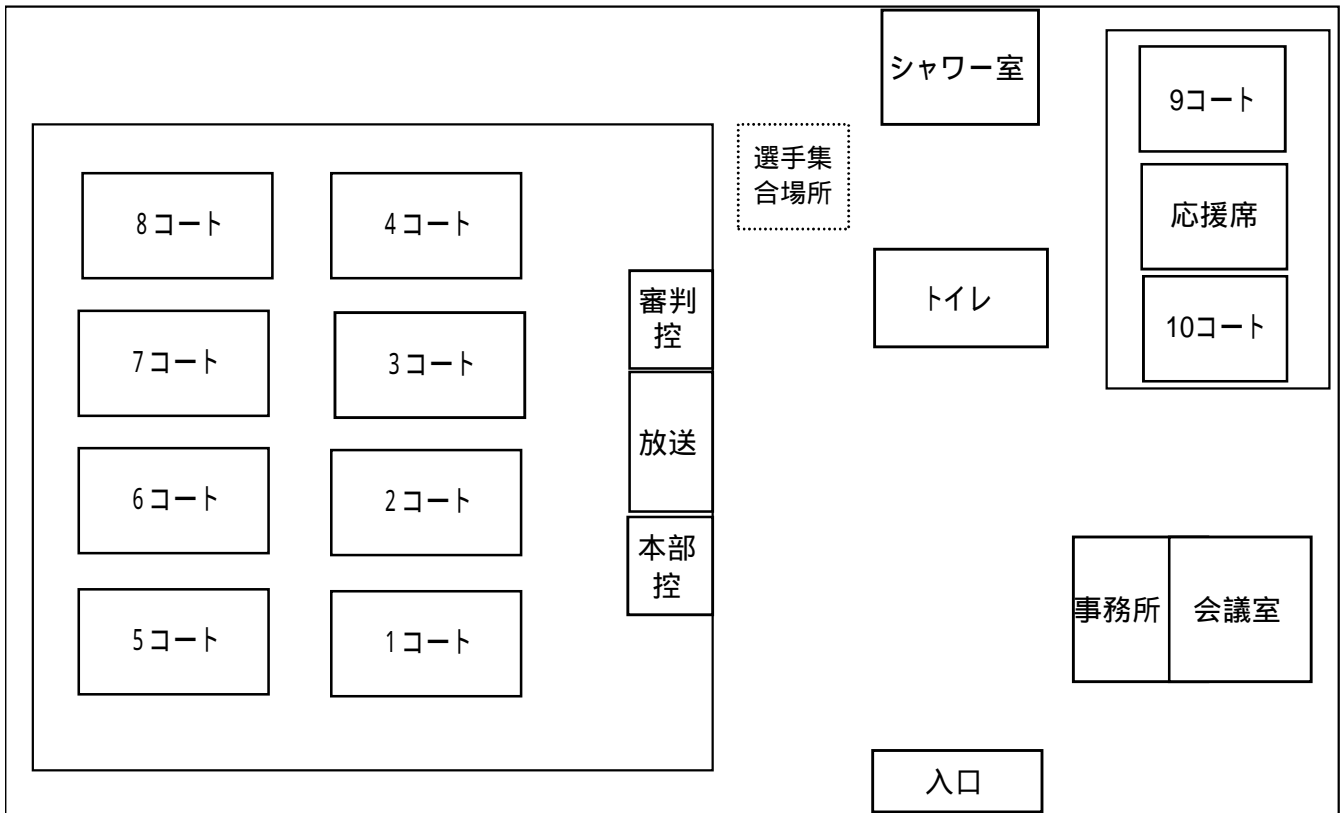 シャワー室
9コート
選手集
合場所
応援席
8コート
4コート
審判
控
トイレ
10コート
7コート
3コート
放送
6コート
2コート
本部
控
事務所
会議室
5コート
1コート
入口